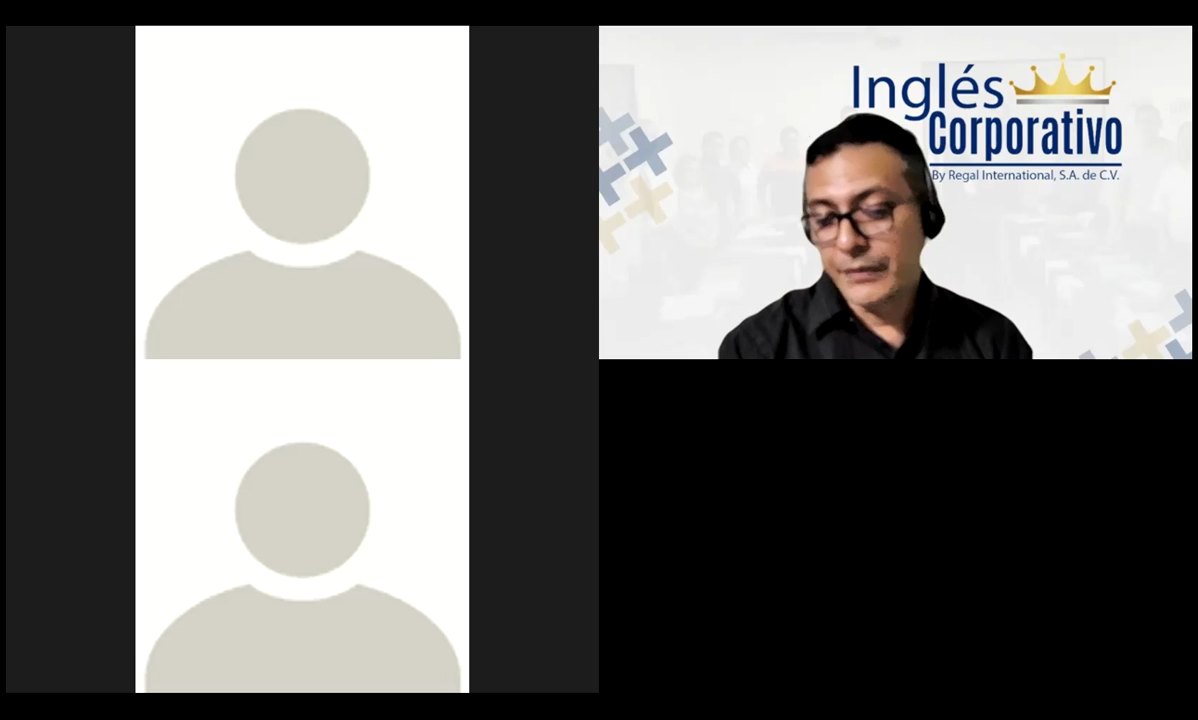 Inglés
Corporativo
By Regal International, S.A. de C.V.